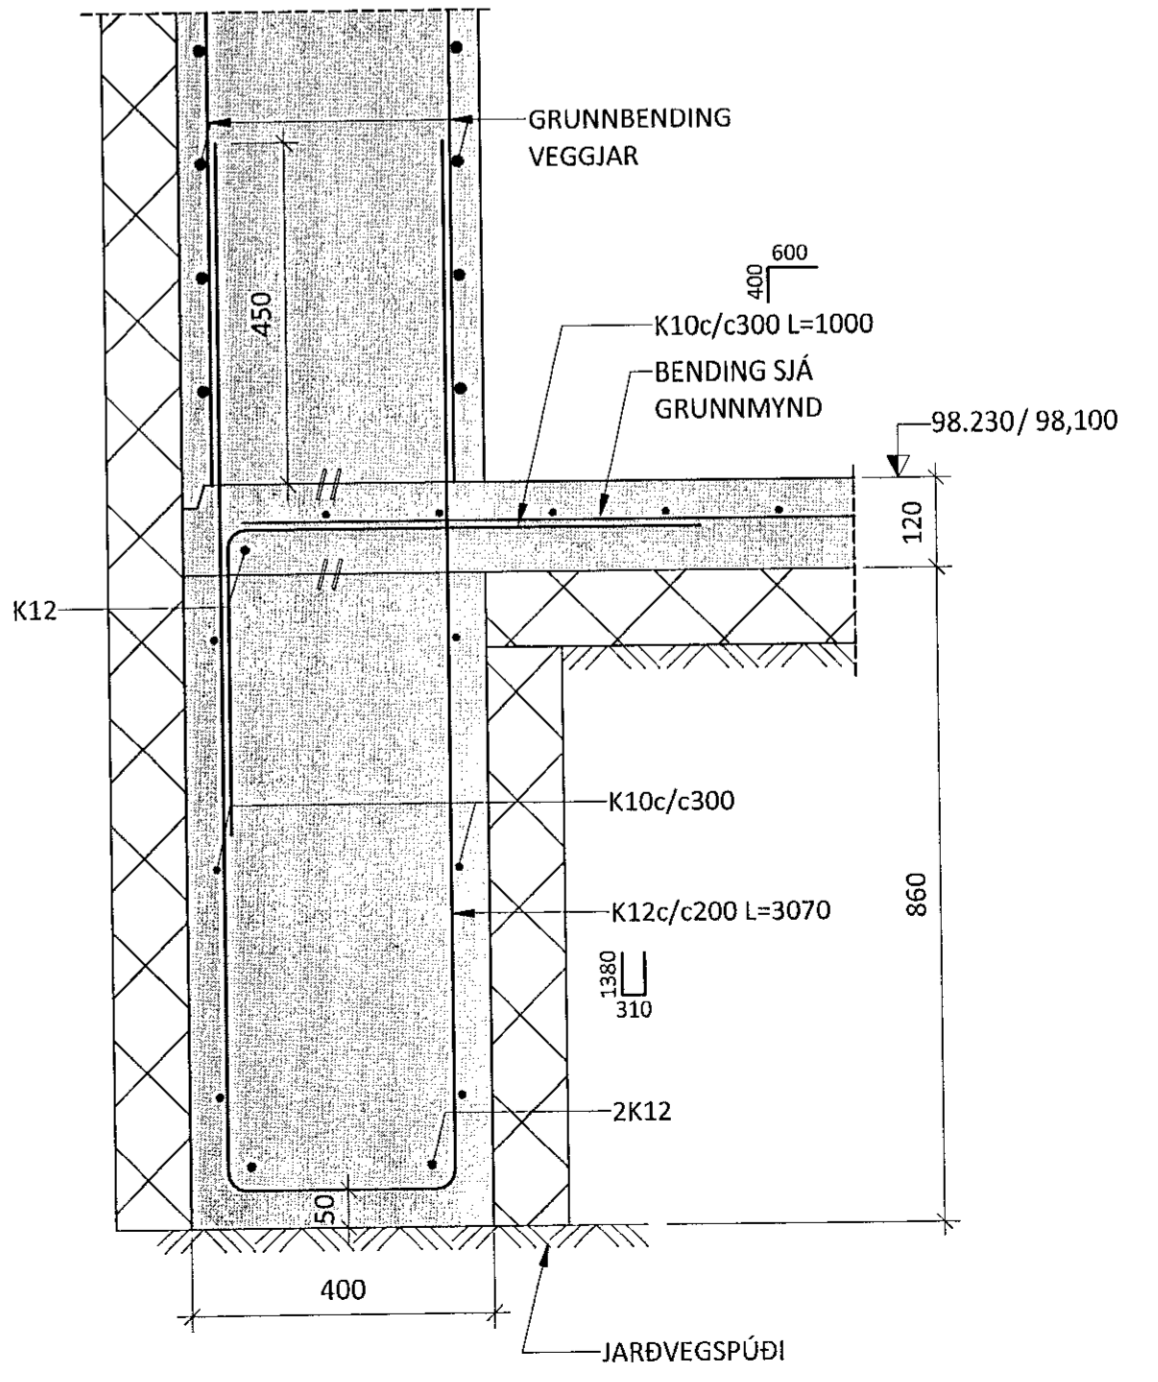 GRUNNBENDING
VEGGJAR
450
600
400
K10c/c300 L=1000
BENDING SJÁ
GRUNNMYND
98.230/ 98,100
120
K12
K10c/c300
860
K12c/c200 L=3070
1380
310
2K12
50
400
JARÐVEGSPÚÐI